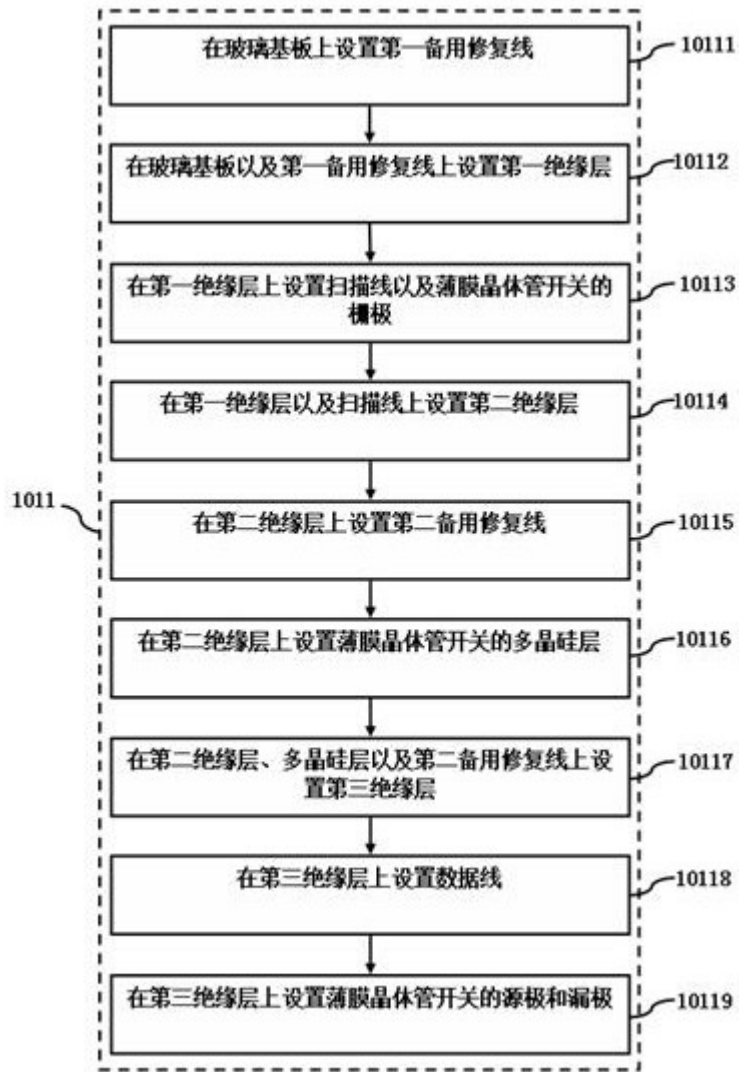 在玻璃基板上设置第一备用修复线
10111
在玻璃基板以及第一备用修复线上设置第一绝缘层
10112
在第一绝缘层上设置扫描线以及薄膜晶体管开关的
栅极
10113
在第一绝缘层以及扫描线上设置第二绝缘层
10114
1011
在第二绝缘层上设置第二备用修复线
10115
在第二绝缘层上设置薄膜晶体管开关的多晶硅层
10116
在第二绝缘层、多晶硅层以及第二备用修复线上设
置第三绝缘层
10117
在第三绝缘层上设置数据线
10118
在第三绝缘层上设置薄膜晶体管开关的源极和漏极
10119